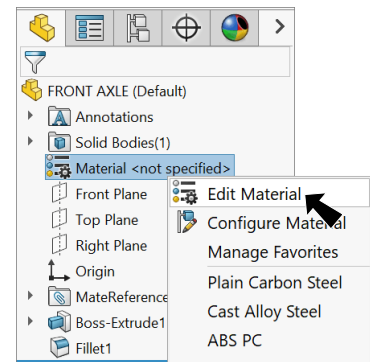 FRONT AXLE (Default)
Annotations
Solid Bodies(1)
Material <not specified>
Front Plane
Top Plane
Right Plane
Origin
MateReference
Boss-Extrude1
Fillet1
Edit Material
Configure Material
Manage Favorites
Plain Carbon Steel
Cast Alloy Steel
ABS PC